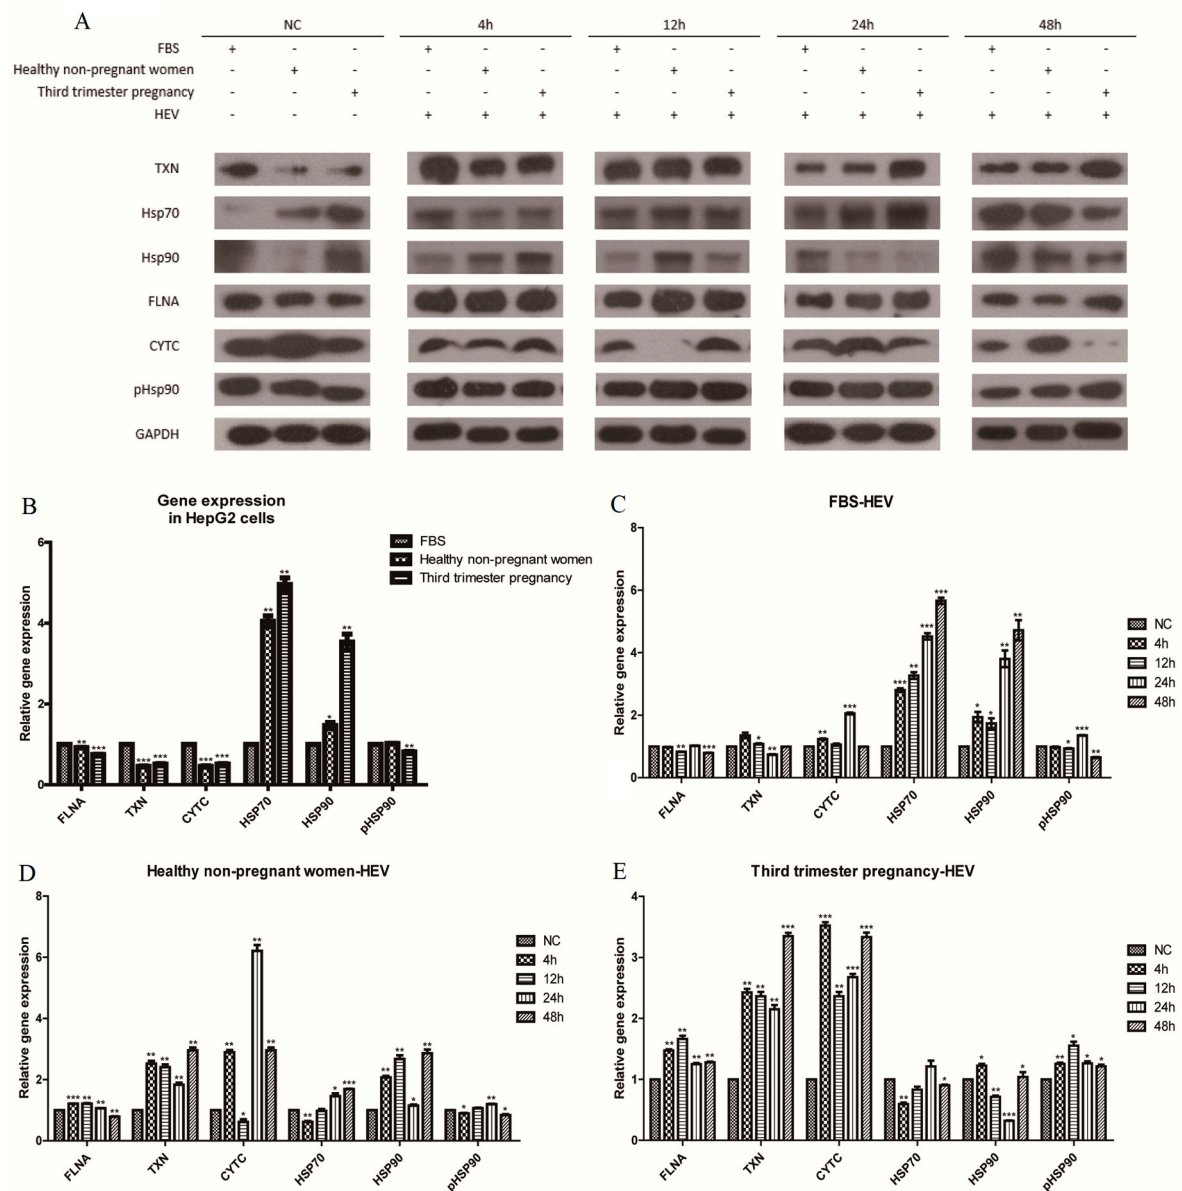 A
NC 4h 12h 24h 48h
FBS + - - + - - + - - + - - + - -
Healthy non-pregnant women - + - - + - - + - - + - - + -
Third trimester pregnancy - - + - - + - - + - - + - - +
HEV - - - + + + + + + + + + + + +
TXN
Hsp70
Hsp90
FLNA
CYTC
pHsp90
GAPDH
B
Gene expression
in HepG2 cells
Relative gene expression
6
4
2
0
** *** *** *** *** *** ** ** * ** **
FLNA TXN CYTC HSP70 HSP90 pHSP90
FBS
Healthy non-pregnant women
Third trimester pregnancy
C
FBS-HEV
Relative gene expression
8
6
4
2
0
** *** * ** ** *** *** ** *** *** * * ** ** * *** **
FLNA TXN CYTC HSP70 HSP90 pHSP90
NC
4h
12h
24h
48h
D
Healthy non-pregnant women-HEV
Relative gene expression
8
6
4
2
0
*** ** ** ** ** ** ** ** ** * ** ** ** * *** ** ** * ** * ** *
FLNA TXN CYTC HSP70 HSP90 pHSP90
NC
4h
12h
24h
48h
E
Third trimester pregnancy-HEV
Relative gene expression
4
3
2
1
0
** ** ** ** ** ** ** *** *** ** *** *** ** * * ** *** * ** * * *
FLNA TXN CYTC HSP70 HSP90 pHSP90
NC
4h
12h
24h
48h